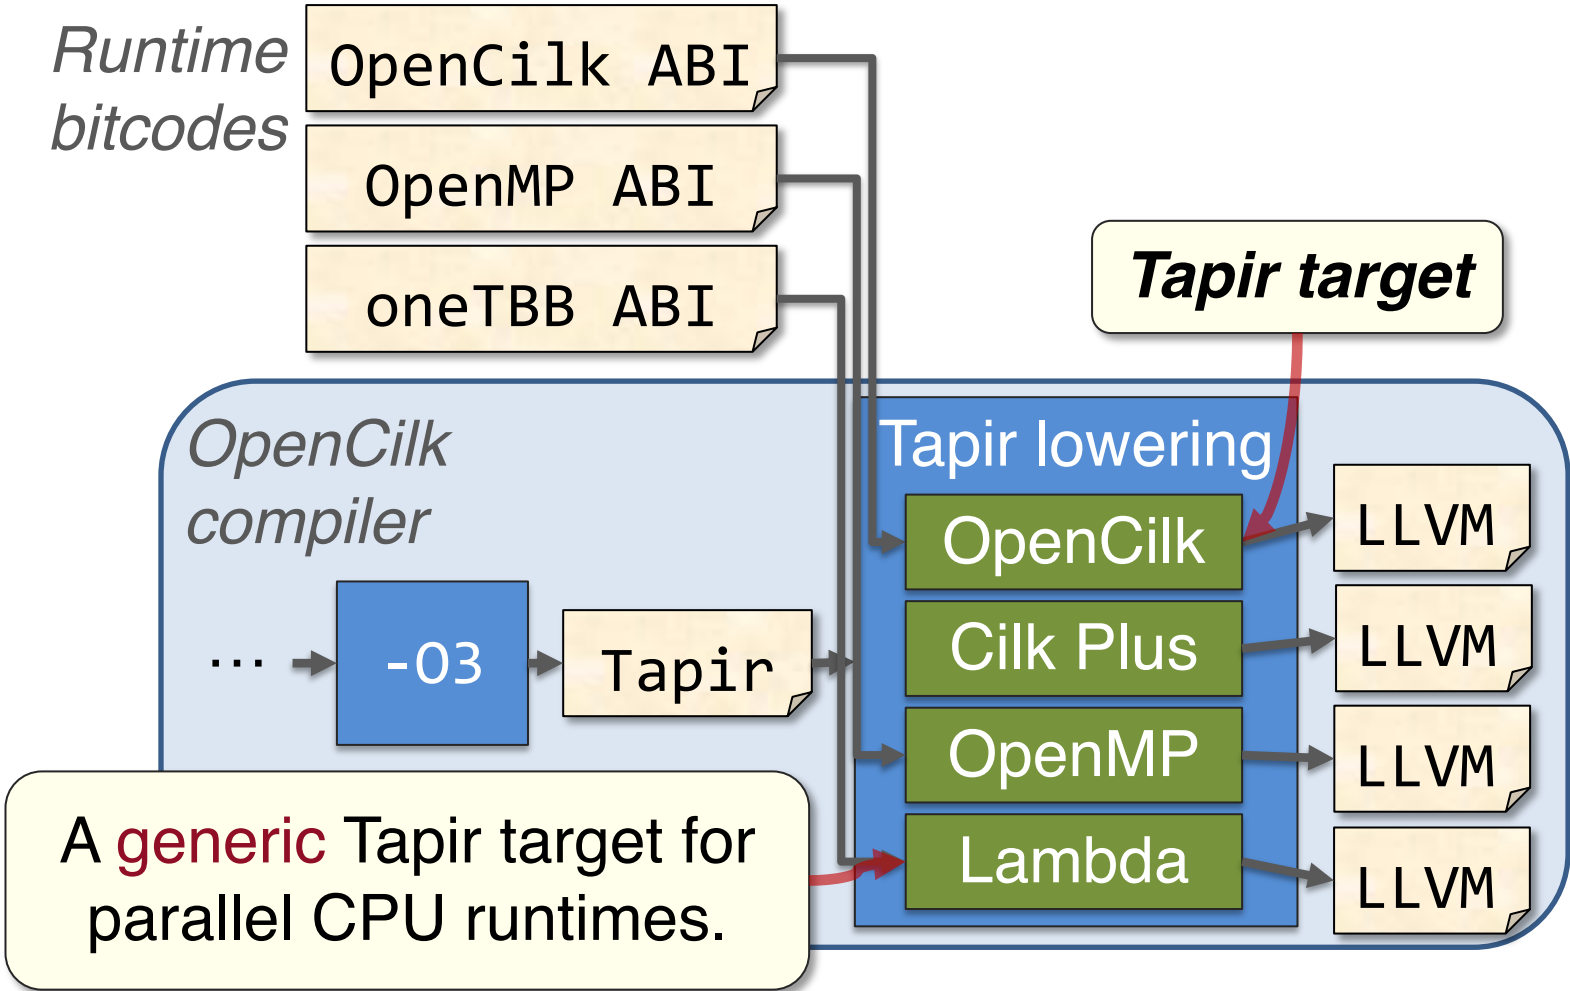 Runtime
bitcodes
OpenCilk ABI
OpenMP ABI
oneTBB ABI
Tapir target
OpenCilk
compiler
Tapir lowering
OpenCilk
Cilk Plus
OpenMP
Lambda
...
-O3
Tapir
LLVM
LLVM
LLVM
LLVM
A generic Tapir target for
parallel CPU runtimes.